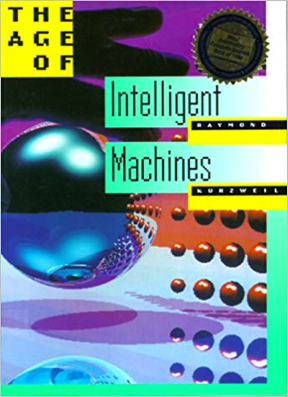 THE
AGE
OF
Intelligent
RAYMOND
Machines
KURZWEIL